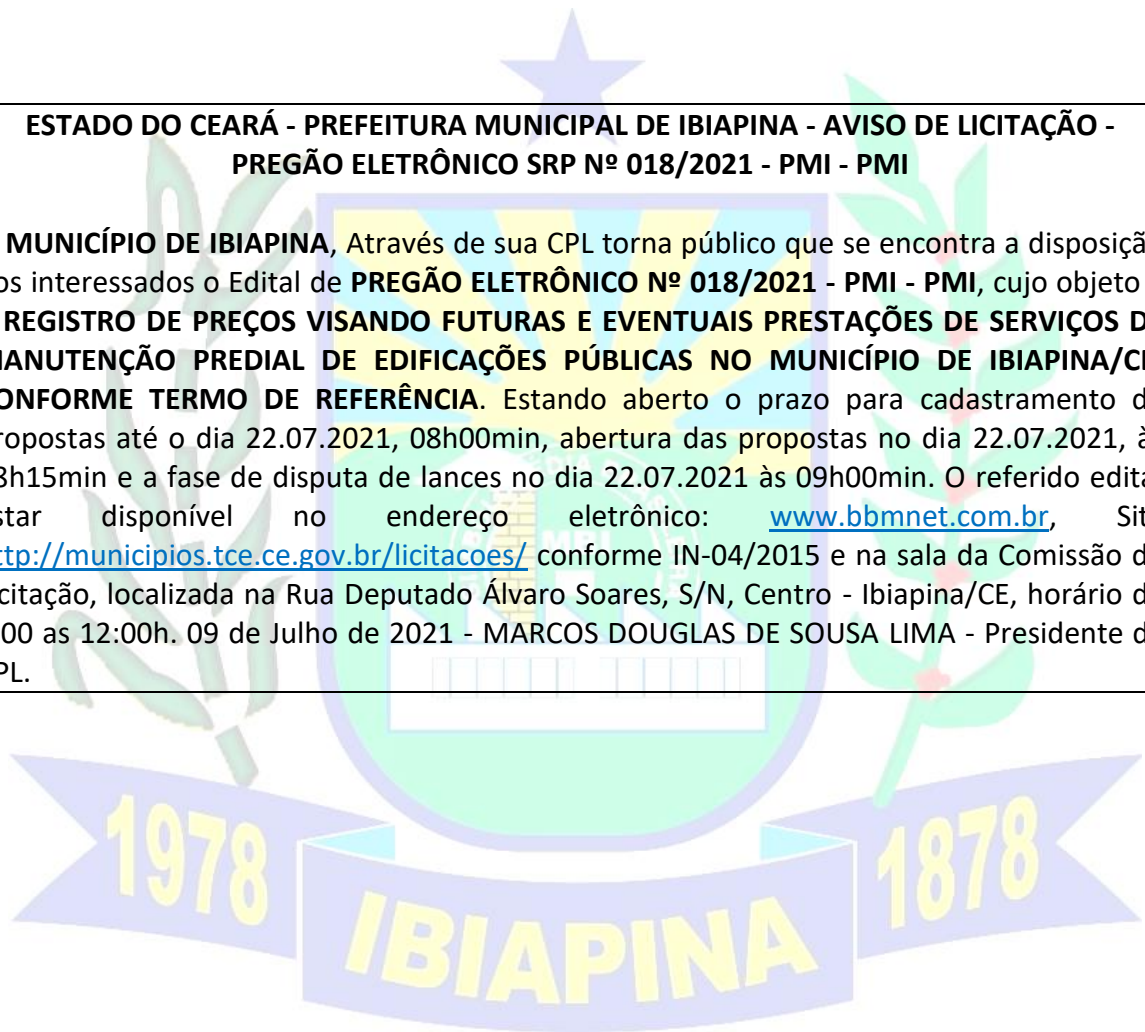 ESTADO DO CEARÁ - PREFEITURA MUNICIPAL DE IBIAPINA - AVISO DE LICITAÇÃO -
PREGÃO ELETRÔNICO SRP Nº 018/2021 - PMI - PMI
MUNICÍPIO DE IBIAPINA, Através de sua CPL torna público que se encontra a disposiçã
os interessados o Edital de PREGÃO ELETRÔNICO Nº 018/2021 - PMI - PMI, cujo objeto
REGISTRO DE PREÇOS VISANDO FUTURAS E EVENTUAIS PRESTAÇÕES DE SERVIÇOS D
MANUTENÇÃO PREDIAL DE EDIFICAÇÕES PÚBLICAS NO MUNICÍPIO DE IBIAPINA/C
ONFORME TERMO DE REFERÊNCIA. Estando aberto o prazo para cadastramento d
ropostas até o dia 22.07.2021, 08h00min, abertura das propostas no dia 22.07.2021, à
8h15min e a fase de disputa de lances no dia 22.07.2021 às 09h00min. O referido edita
star disponível no endereço eletrônico: www.bbmnet.com.br, Sit
ttp://municipios.tce.ce.gov.br/licitacoes/ conforme IN-04/2015 e na sala da Comissão d
icitação, localizada na Rua Deputado Álvaro Soares, S/N, Centro - Ibiapina/CE, horário d
:00 as 12:00h. 09 de Julho de 2021 - MARCOS DOUGLAS DE SOUSA LIMA - Presidente d
PL.
1978
IBIAPINA
1878